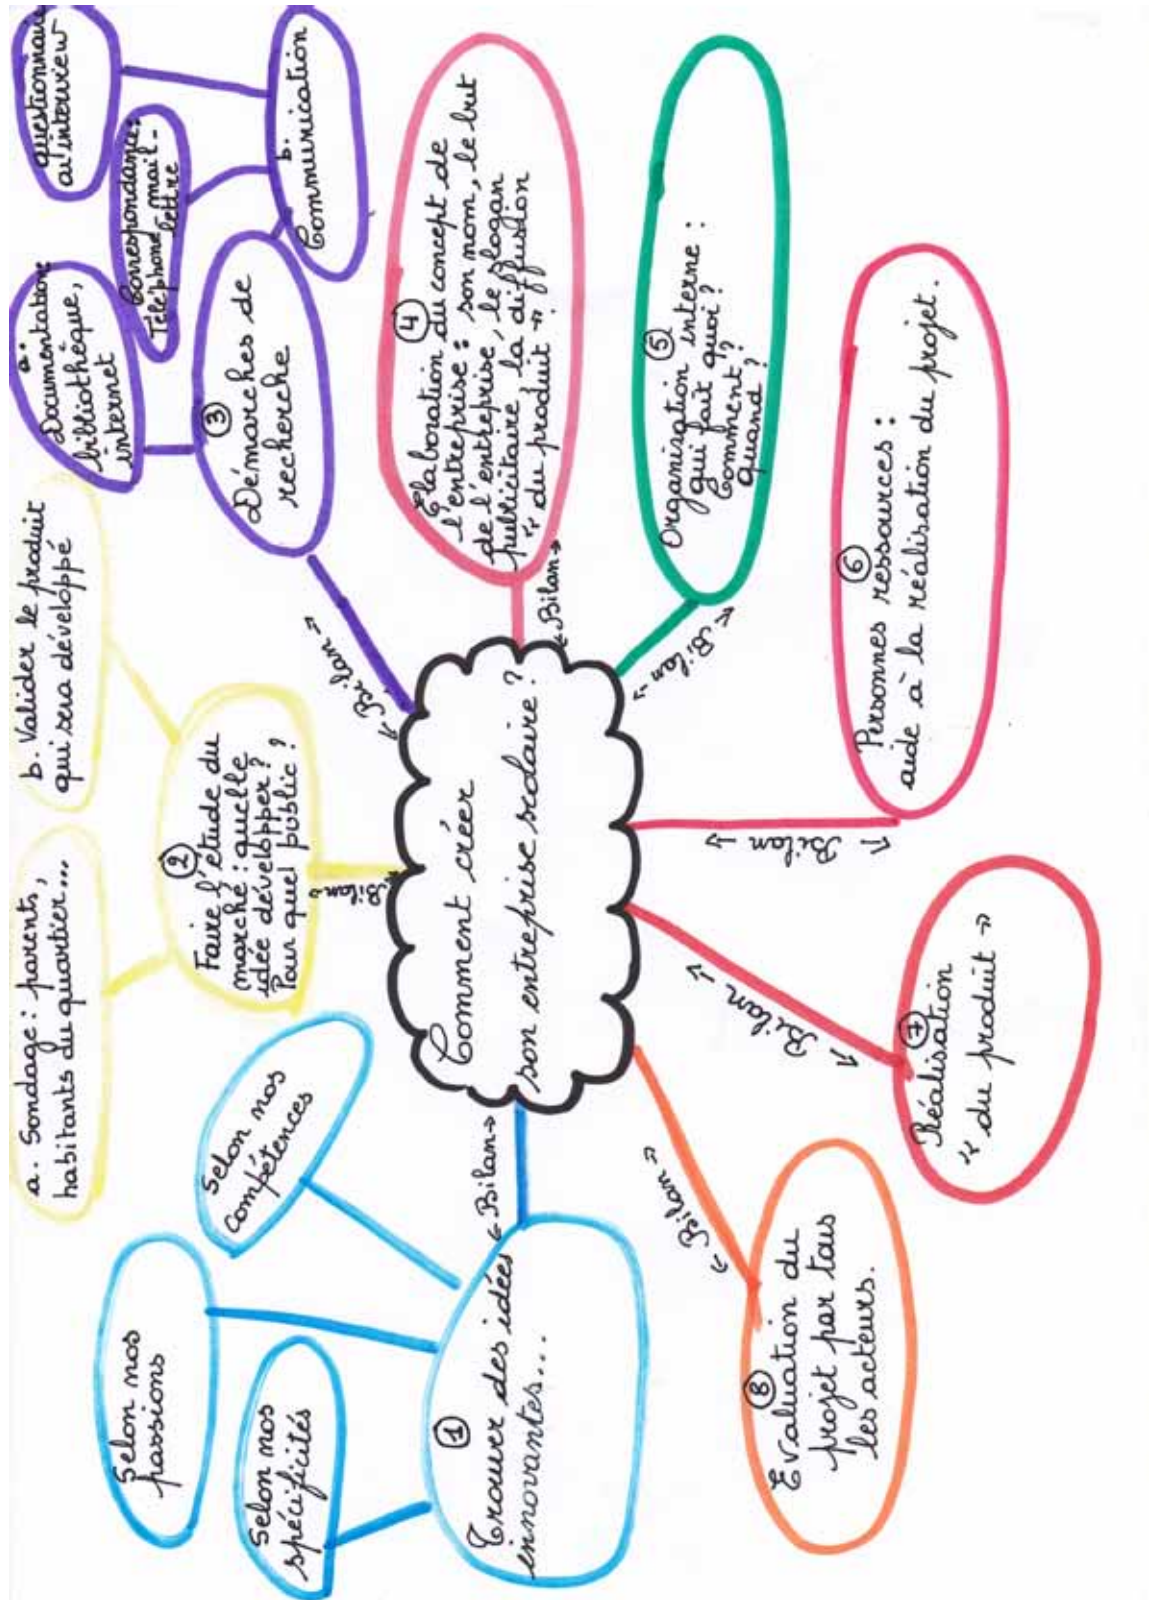 Comment créer
son entreprise scolaire ?
←Bilan→
①
Trouver des idées
innovantes...
Selon nos
spécificités
Selon nos
passions
Selon nos
compétences
←Bilan→
②
Faire l'étude du
marché : quelle
idée développer ?
Pour quel public ?
a. Sondage : parents,
habitants du quartier...
b. Valider le produit
qui sera développé
← Bilan →
③
Démarches de
recherche
a.
Documentation:
bibliothèque,
internet
b.
Communication
Correspondance:
Téléphone-mail-
lettre
questionnaire
d'interview
←Bilan→
④
Élaboration du concept de
l'entreprise : son nom, le but
de l'entreprise, le slogan
publicitaire, la diffusion
"du produit".
← Bilan →
⑤
Organisation interne :
qui fait quoi ?
Comment ?
quand ?
← Bilan →
⑥
Personnes ressources :
aide à la réalisation du projet.
← Bilan →
⑦
Réalisation
" du produit "
← Bilan →
⑧
Evaluation du
projet par tous
les acteurs.